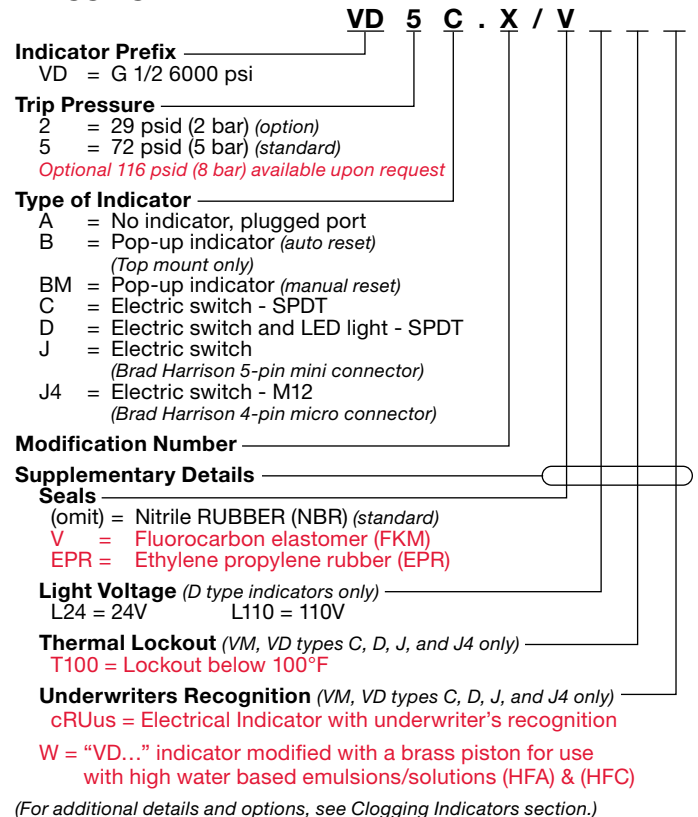 VD 5 C . X / V _ _ _
Indicator Prefix
VD = G 1/2 6000 psi
Trip Pressure
2 = 29 psid (2 bar) (option)
5 = 72 psid (5 bar) (standard)
Optional 116 psid (8 bar) available upon request
Type of Indicator
A = No indicator, plugged port
B = Pop-up indicator (auto reset)
(Top mount only)
BM = Pop-up indicator (manual reset)
C = Electric switch - SPDT
D = Electric switch and LED light - SPDT
J = Electric switch
(Brad Harrison 5-pin mini connector)
J4 = Electric switch - M12
(Brad Harrison 4-pin micro connector)
Modification Number
Supplementary Details
Seals
(omit) = Nitrile RUBBER (NBR) (standard)
V = Fluorocarbon elastomer (FKM)
EPR = Ethylene propylene rubber (EPR)
Light Voltage (D type indicators only)
L24 = 24V L110 = 110V
Thermal Lockout (VM, VD types C, D, J, and J4 only)
T100 = Lockout below 100°F
Underwriters Recognition (VM, VD types C, D, J, and J4 only)
cRUus = Electrical Indicator with underwriter's recognition
W = “VD…” indicator modified with a brass piston for use
with high water based emulsions/solutions (HFA) & (HFC)
(For additional details and options, see Clogging Indicators section.)